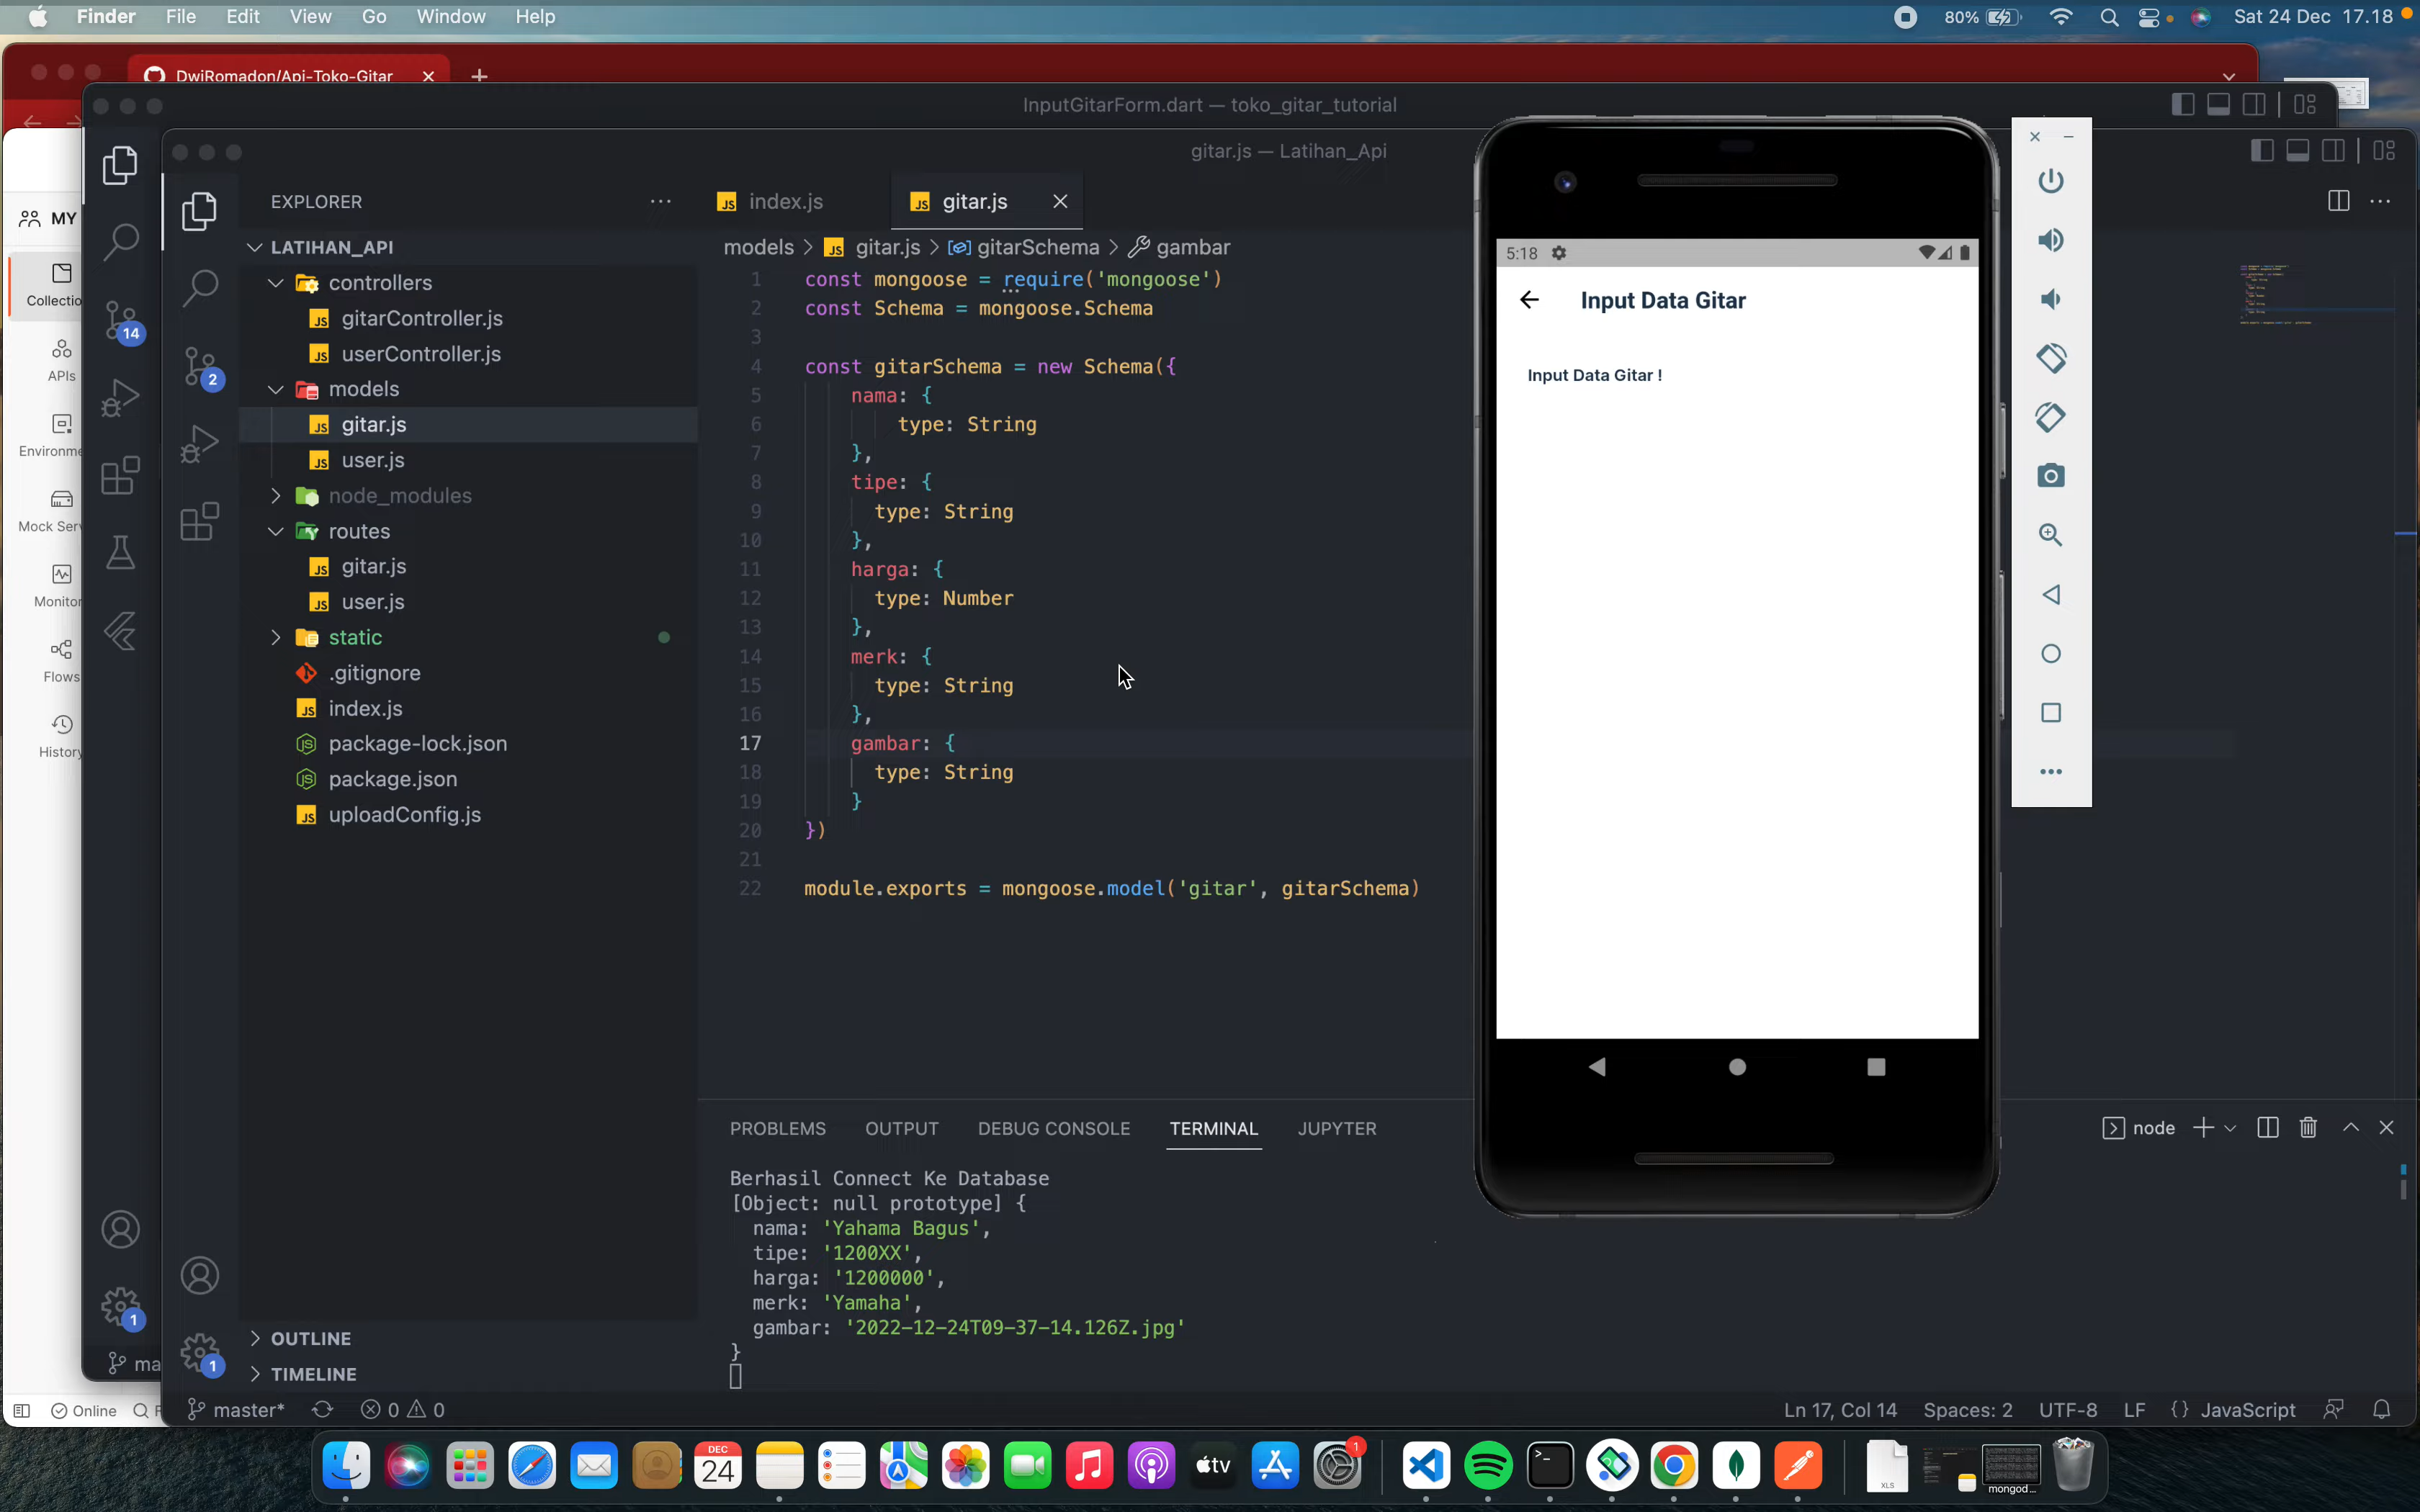 Finder File Edit View Go Window Help
80% Sat 24 Dec 17.18
DwiRomadon/Api-Toko-Gitar
InputGitarForm.dart — toko_gitar_tutorial
gitar.js — Latihan_Api
MY
Collectio
APIs
Environme
Mock Serv
Monitor
Flows
History
Online
14
1
ma
2
1
EXPLORER
LATIHAN_API
controllers
gitarController.js
userController.js
models
gitar.js
user.js
node_modules
routes
gitar.js
user.js
static
.gitignore
index.js
package-lock.json
package.json
uploadConfig.js
OUTLINE
TIMELINE
index.js gitar.js
models > gitar.js > gitarSchema > gambar
1 const mongoose = require('mongoose')
2 const Schema = mongoose.Schema
3
4 const gitarSchema = new Schema({
5 nama: {
6 type: String
7 },
8 tipe: {
9 type: String
10 },
11 harga: {
12 type: Number
13 },
14 merk: {
15 type: String
16 },
17 gambar: {
18 type: String
19 }
20 })
21
22 module.exports = mongoose.model('gitar', gitarSchema)
5:18
Input Data Gitar
Input Data Gitar !
PROBLEMS OUTPUT DEBUG CONSOLE TERMINAL JUPYTER
node
Berhasil Connect Ke Database
[Object: null prototype] {
nama: 'Yahama Bagus',
tipe: '1200XX',
harga: '1200000',
merk: 'Yamaha',
gambar: '2022-12-24T09-37-14.126Z.jpg'
}
master* 0 0
Ln 17, Col 14 Spaces: 2 UTF-8 LF {} JavaScript
DEC
24
tv
1
XLS
mongod...